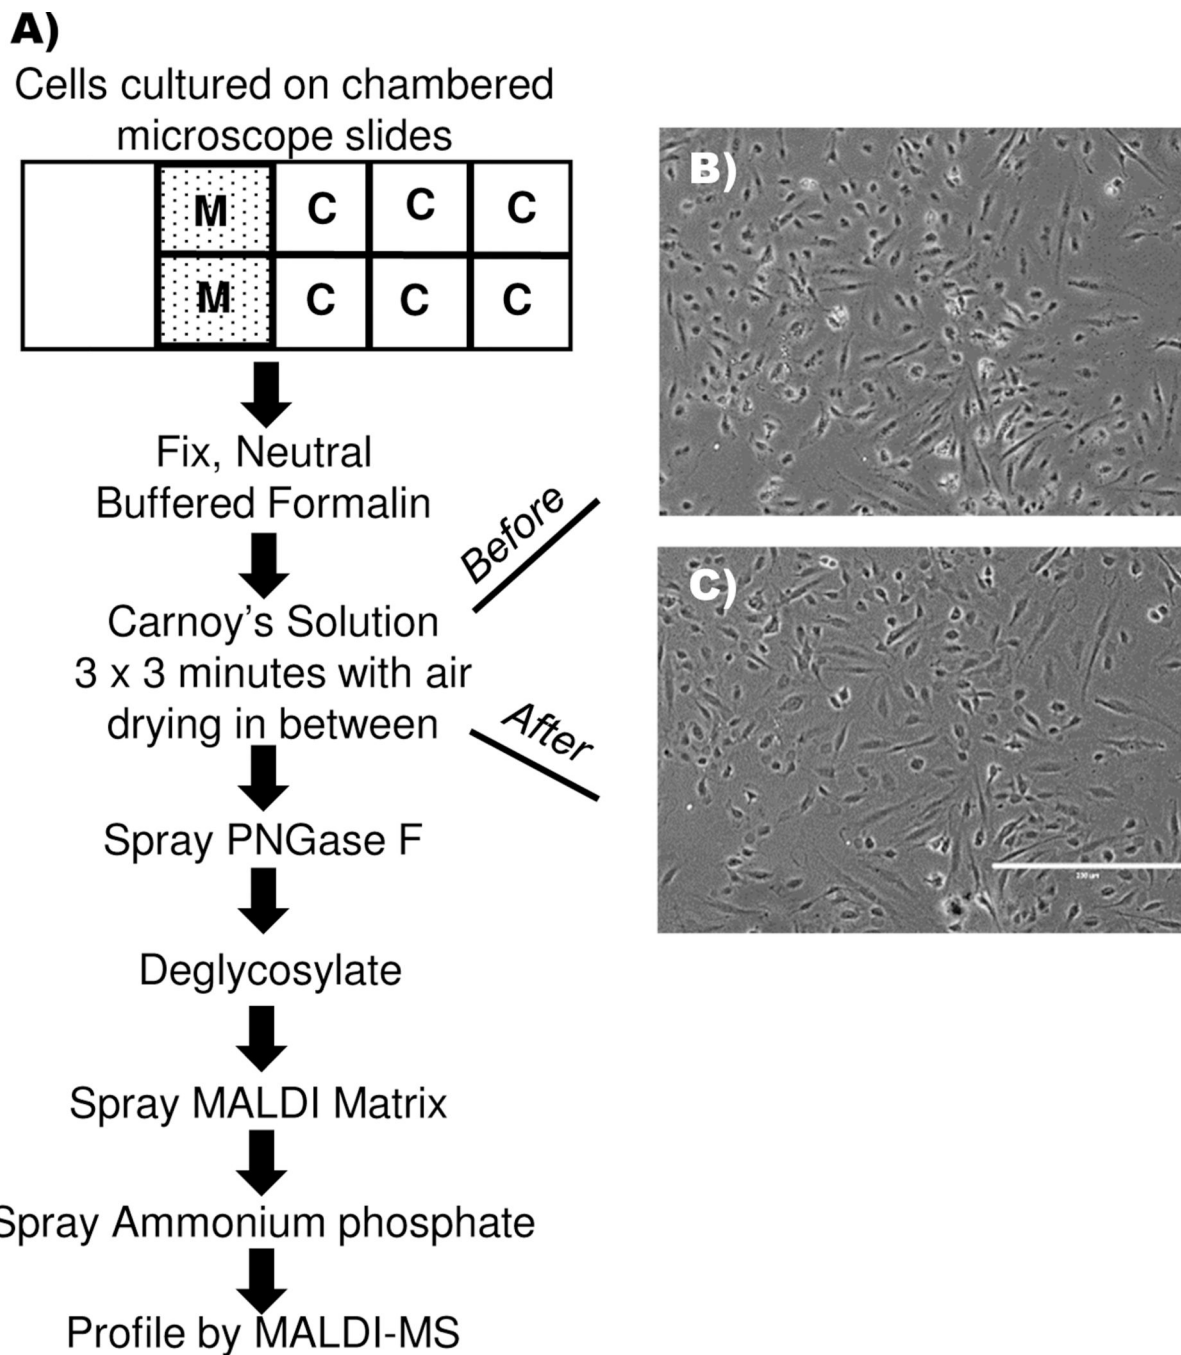 A)
Cells cultured on chambered
microscope slides
M C C C
M C C C
Fix, Neutral
Buffered Formalin
Before
Carnoy's Solution
3 x 3 minutes with air
drying in between
After
Spray PNGase F
Deglycosylate
Spray MALDI Matrix
Spray Ammonium phosphate
Profile by MALDI-MS
B)
C)